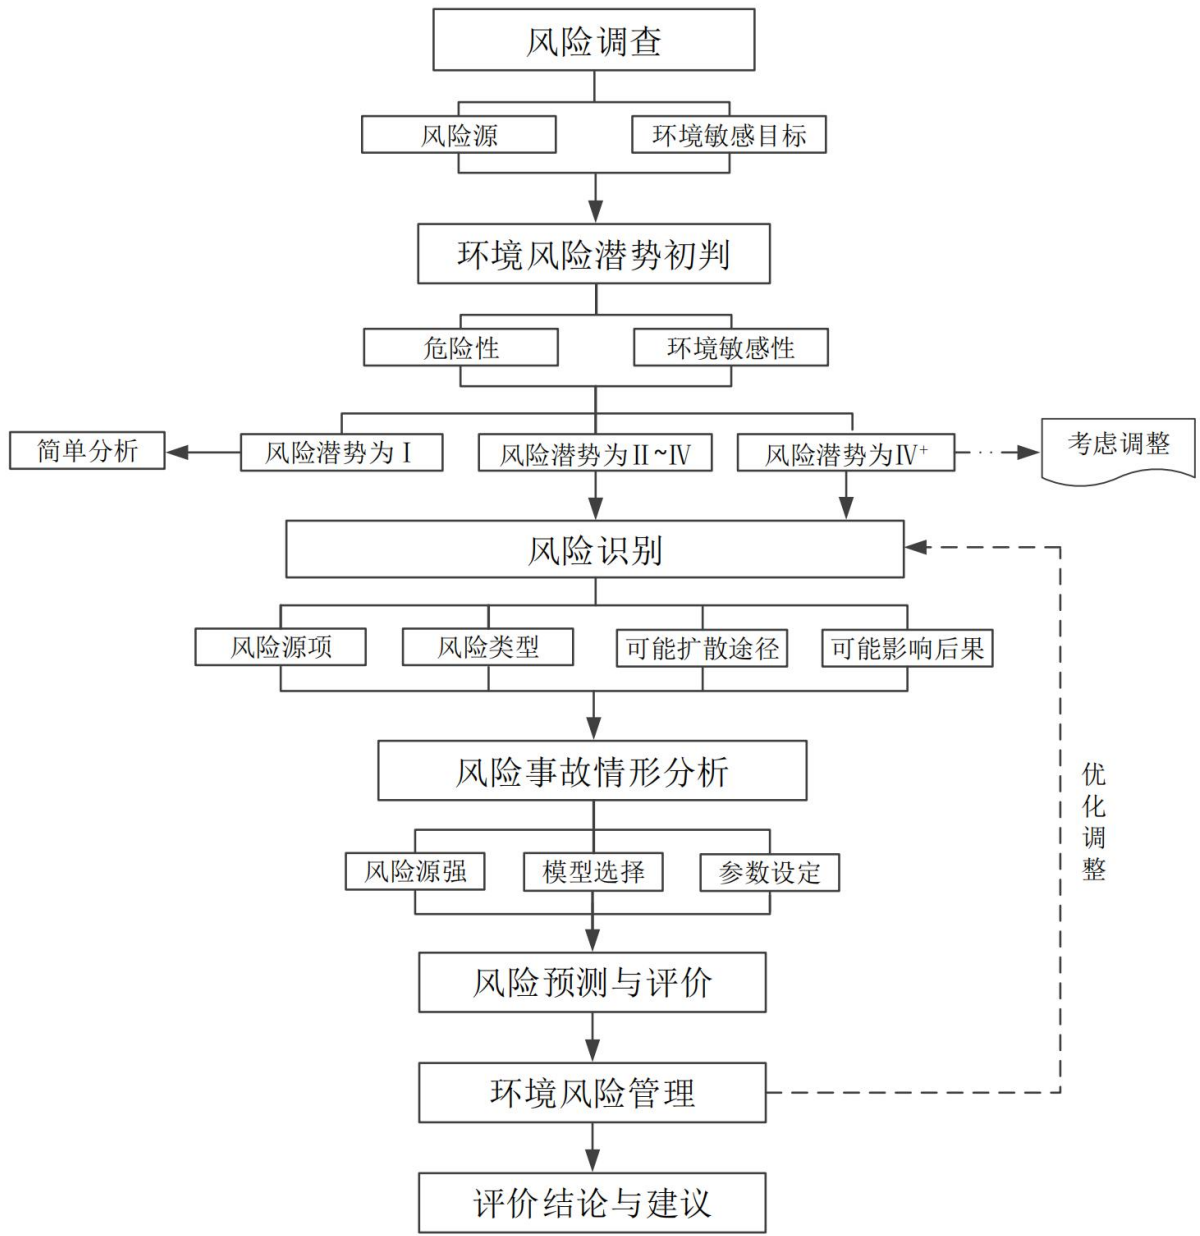 风险调查
风险源
环境敏感目标
环境风险潜势初判
危险性
环境敏感性
简单分析
风险潜势为Ⅰ
风险潜势为Ⅱ~Ⅳ
风险潜势为Ⅳ⁺
考虑调整
风险识别
风险源项
风险类型
可能扩散途径
可能影响后果
风险事故情形分析
优化调整
风险源强
模型选择
参数设定
风险预测与评价
环境风险管理
评价结论与建议